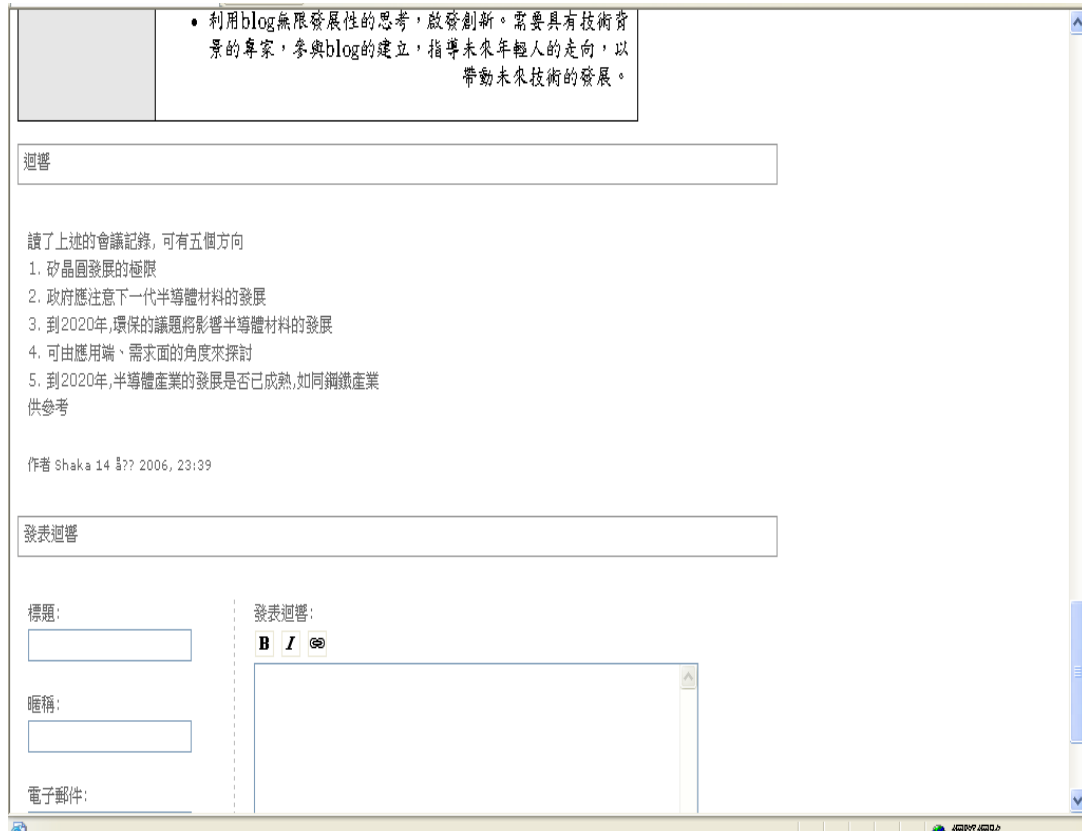 • 利用blog無限發展性的思考，啟發創新。需要具有技術背
景的專家，參與blog的建立，指導未來年輕人的走向，以
帶動未來技術的發展。
迴響
讀了上述的會議記錄, 可有五個方向
1. 矽晶圓發展的極限
2. 政府應注意下一代半導體材料的發展
3. 到2020年,環保的議題將影響半導體材料的發展
4. 可由應用端、需求面的角度來探討
5. 到2020年,半導體產業的發展是否已成熟,如同鋼鐵產業
供參考
作者 Shaka 14 å?? 2006, 23:39
發表迴響
標題:
發表迴響:
B I
暱稱:
電子郵件:
網際網路